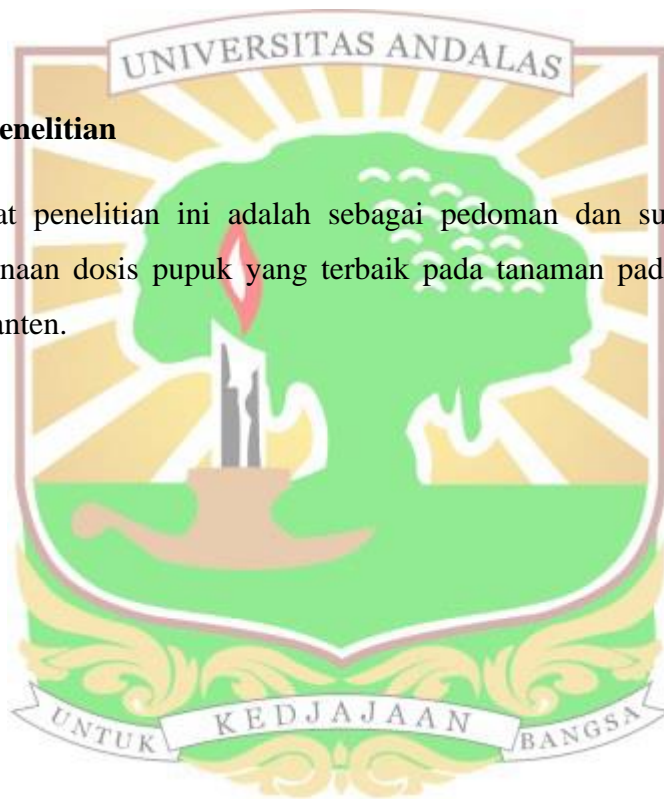 UNIVERSITAS ANDALAS
enelitian
at penelitian ini adalah sebagai pedoman dan su
naan dosis pupuk yang terbaik pada tanaman pad
anten.
UNTUK KEDJAJAAN BANGSA